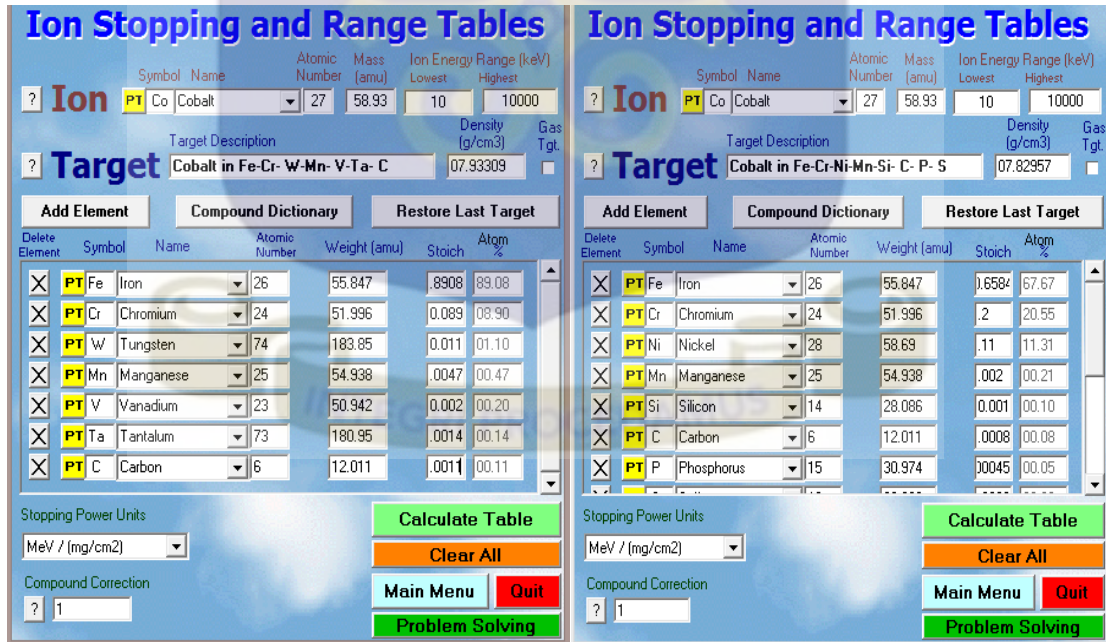 Ion Stopping and Range Tables
Atomic Mass Ion Energy Range (keV)
Symbol Name Number (amu) Lowest Highest
? Ion PT Co Cobalt 27 58.93 10 10000
Density Gas
Target Description (g/cm3) Tgt.
? Target Cobalt in Fe-Cr- W-Mn- V-Ta- C 07.93309
Add Element Compound Dictionary Restore Last Target
Delete Atomic Atom
Element Symbol Name Number Weight (amu) Stoich %
X PT Fe Iron 26 55.847 .8908 89.08
X PT Cr Chromium 24 51.996 0.089 08.90
X PT W Tungsten 74 183.85 0.011 01.10
X PT Mn Manganese 25 54.938 .0047 00.47
X PT V Vanadium 23 50.942 0.002 00.20
X PT Ta Tantalum 73 180.95 .0014 00.14
X PT C Carbon 6 12.011 .0011 00.11
Stopping Power Units
MeV / (mg/cm2)
Compound Correction
? 1
Calculate Table
Clear All
Main Menu Quit
Problem Solving
Ion Stopping and Range Tables
Atomic Mass Ion Energy Range (keV)
Symbol Name Number (amu) Lowest Highest
? Ion PT Co Cobalt 27 58.93 10 10000
Density Gas
Target Description (g/cm3) Tgt.
? Target Cobalt in Fe-Cr-Ni-Mn-Si- C- P- S 07.82957
Add Element Compound Dictionary Restore Last Target
Delete Atomic Atom
Element Symbol Name Number Weight (amu) Stoich %
X PT Fe Iron 26 55.847 0.6584 67.67
X PT Cr Chromium 24 51.996 .2 20.55
X PT Ni Nickel 28 58.69 .11 11.31
X PT Mn Manganese 25 54.938 .002 00.21
X PT Si Silicon 14 28.086 0.001 00.10
X PT C Carbon 6 12.011 .0008 00.08
X PT P Phosphorus 15 30.974 00045 00.05
Stopping Power Units
MeV / (mg/cm2)
Compound Correction
? 1
Calculate Table
Clear All
Main Menu Quit
Problem Solving